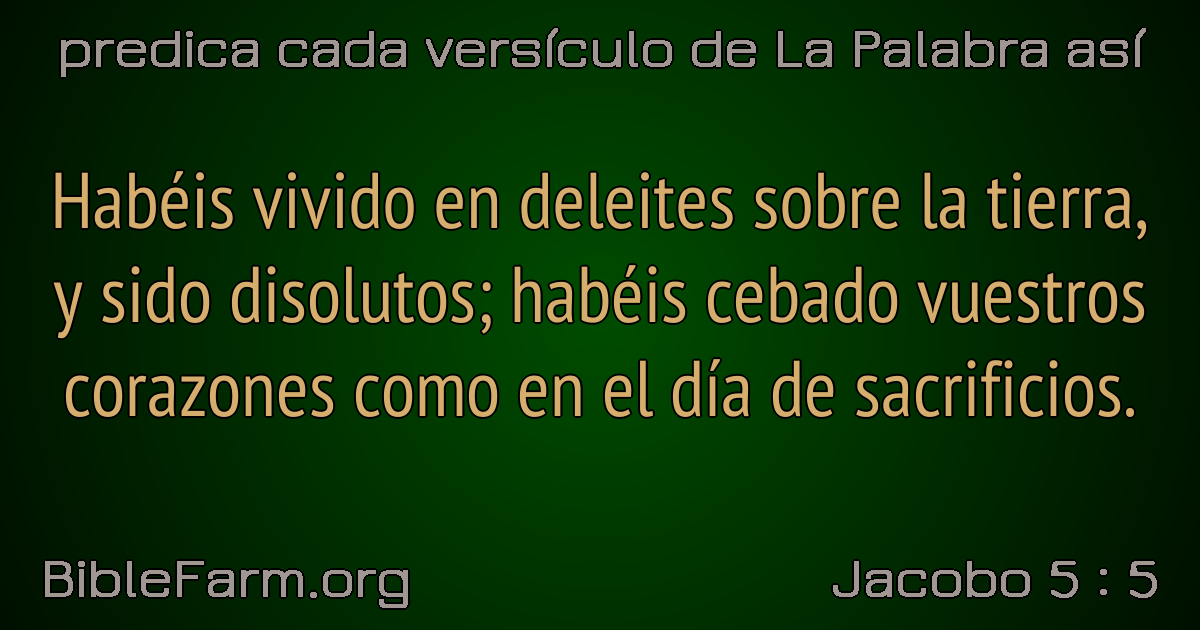 predica cada versículo de La Palabra así
Habéis vivido en deleites sobre la tierra,
y sido disolutos; habéis cebado vuestros
corazones como en el día de sacrificios.
BibleFarm.org
Jacobo 5 : 5